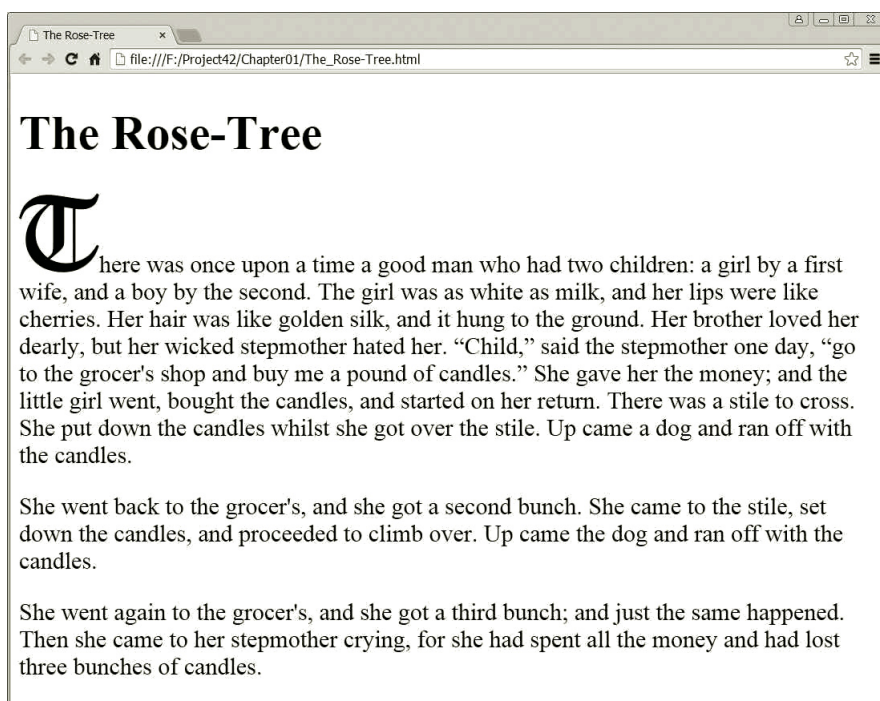 The Rose-Tree
file:///F:/Project42/Chapter01/The_Rose-Tree.html
The Rose-Tree
There was once upon a time a good man who had two children: a girl by a first
wife, and a boy by the second. The girl was as white as milk, and her lips were like
cherries. Her hair was like golden silk, and it hung to the ground. Her brother loved her
dearly, but her wicked stepmother hated her. “Child,” said the stepmother one day, “go
to the grocer's shop and buy me a pound of candles.” She gave her the money; and the
little girl went, bought the candles, and started on her return. There was a stile to cross.
She put down the candles whilst she got over the stile. Up came a dog and ran off with
the candles.
She went back to the grocer's, and she got a second bunch. She came to the stile, set
down the candles, and proceeded to climb over. Up came the dog and ran off with the
candles.
She went again to the grocer's, and she got a third bunch; and just the same happened.
Then she came to her stepmother crying, for she had spent all the money and had lost
three bunches of candles.